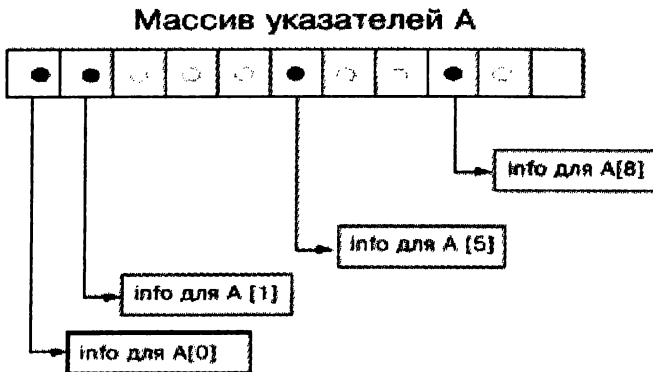 Массив указателей А
info для А[8]
info для А [5]
info для А [1]
info для А[0]